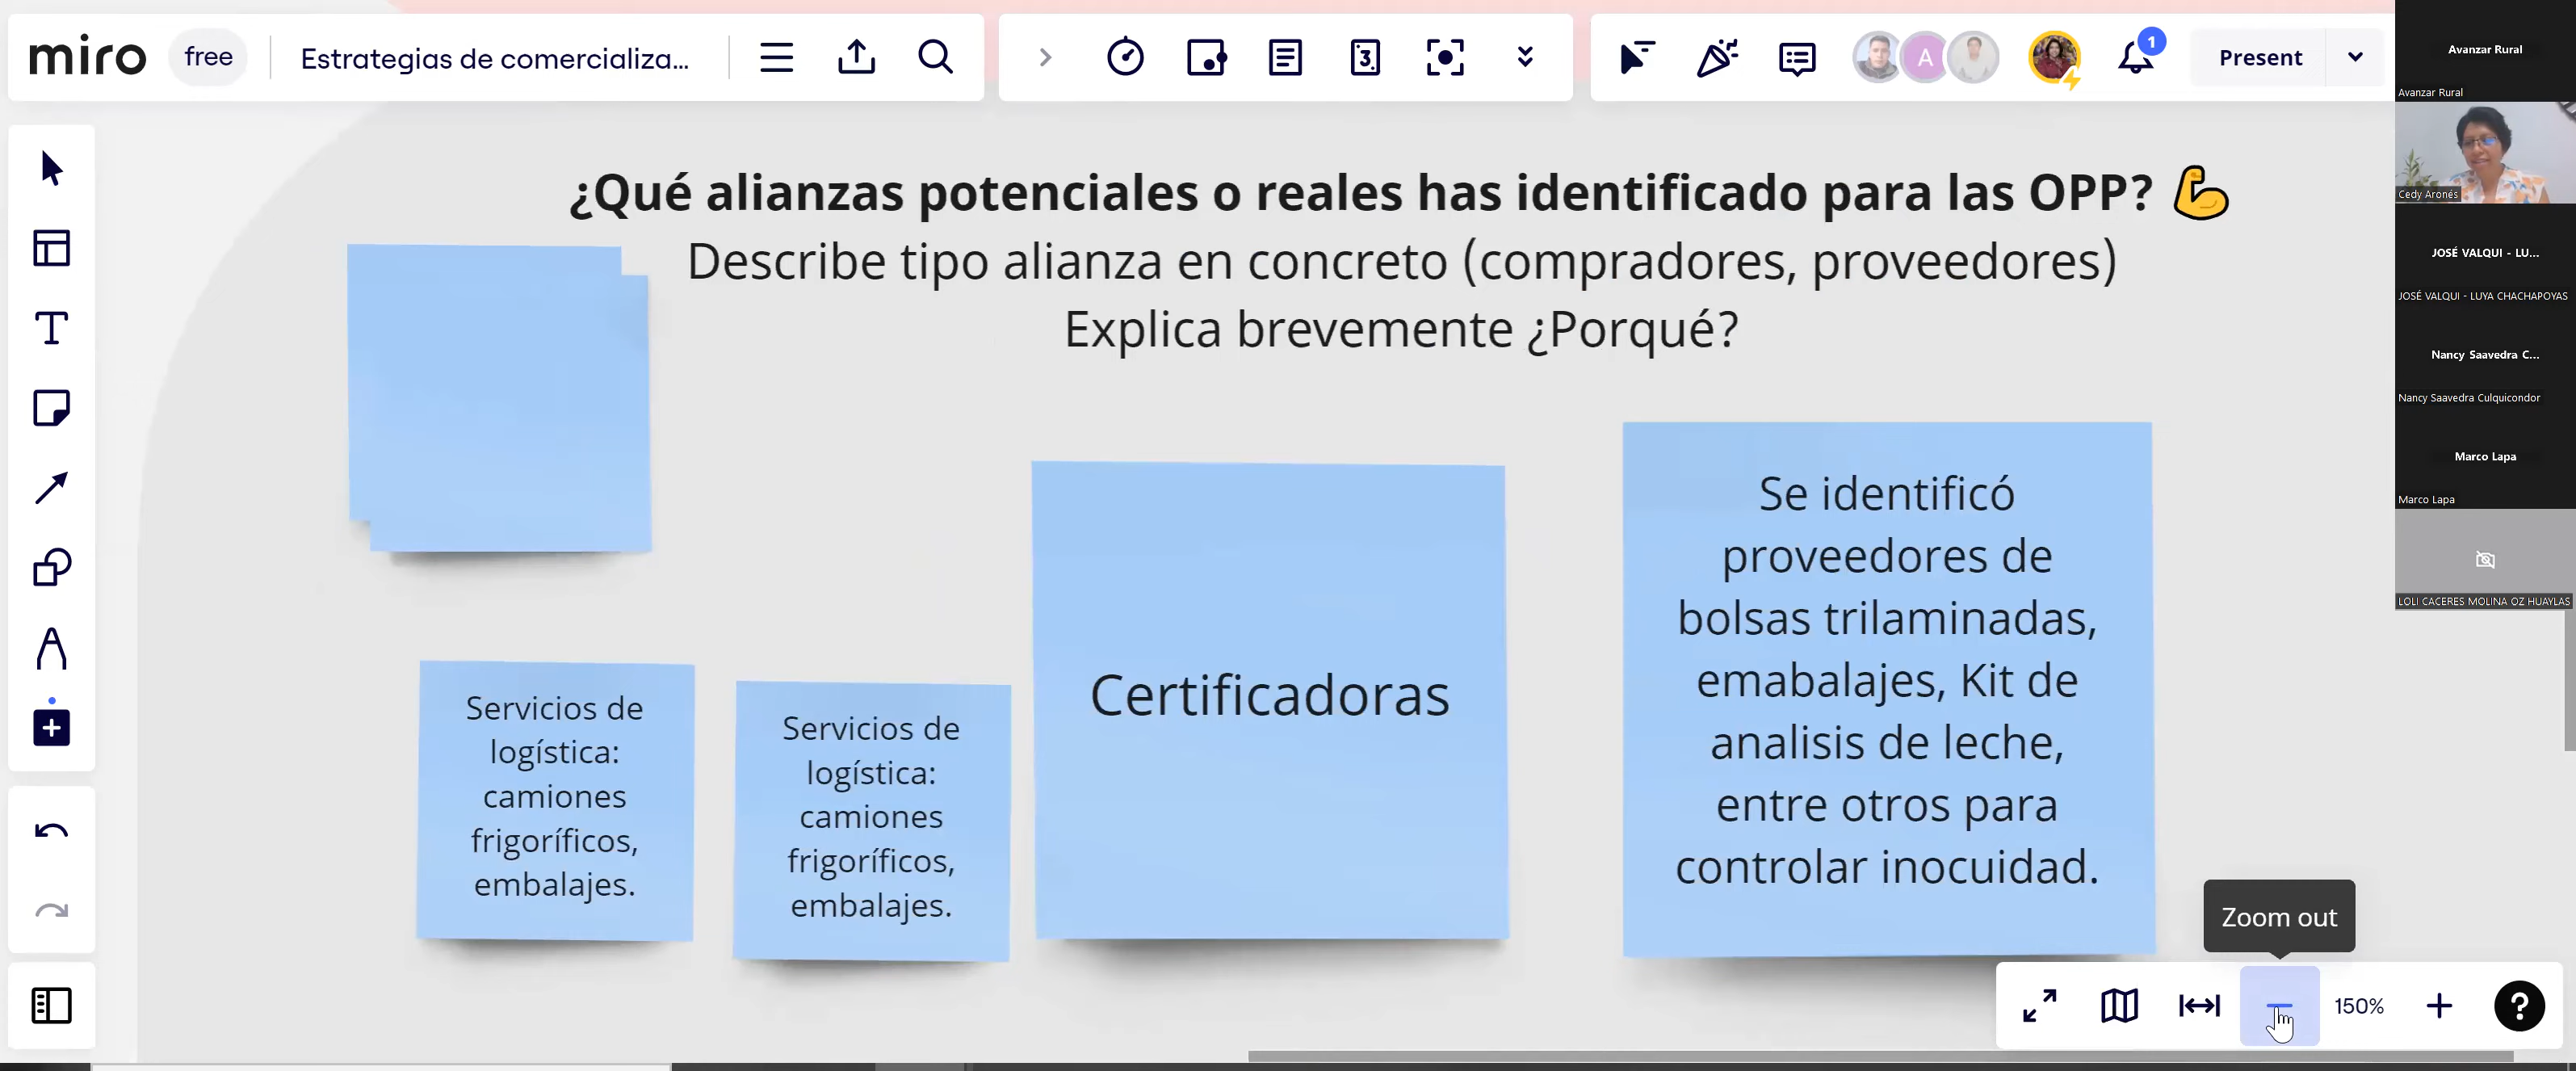 miro
free
Estrategias de comercializa...
3
A
1
Present
¿Qué alianzas potenciales o reales has identificado para las OPP? 💪
Describe tipo alianza en concreto (compradores, proveedores)
Explica brevemente ¿Porqué?
Servicios de
logística:
camiones
frigoríficos,
embalajes.
Servicios de
logística:
camiones
frigoríficos,
embalajes.
Certificadoras
Se identificó
proveedores de
bolsas trilaminadas,
emabalajes, Kit de
analisis de leche,
entre otros para
controlar inocuidad.
Zoom out
150%
?
Avanzar Rural
Avanzar Rural
Cedy Aronés
JOSÉ VALQUI - LU...
JOSÉ VALQUI - LUYA CHACHAPOYAS
Nancy Saavedra C...
Nancy Saavedra Culquicondor
Marco Lapa
Marco Lapa
LOLI CACERES MOLINA OZ HUAYLAS